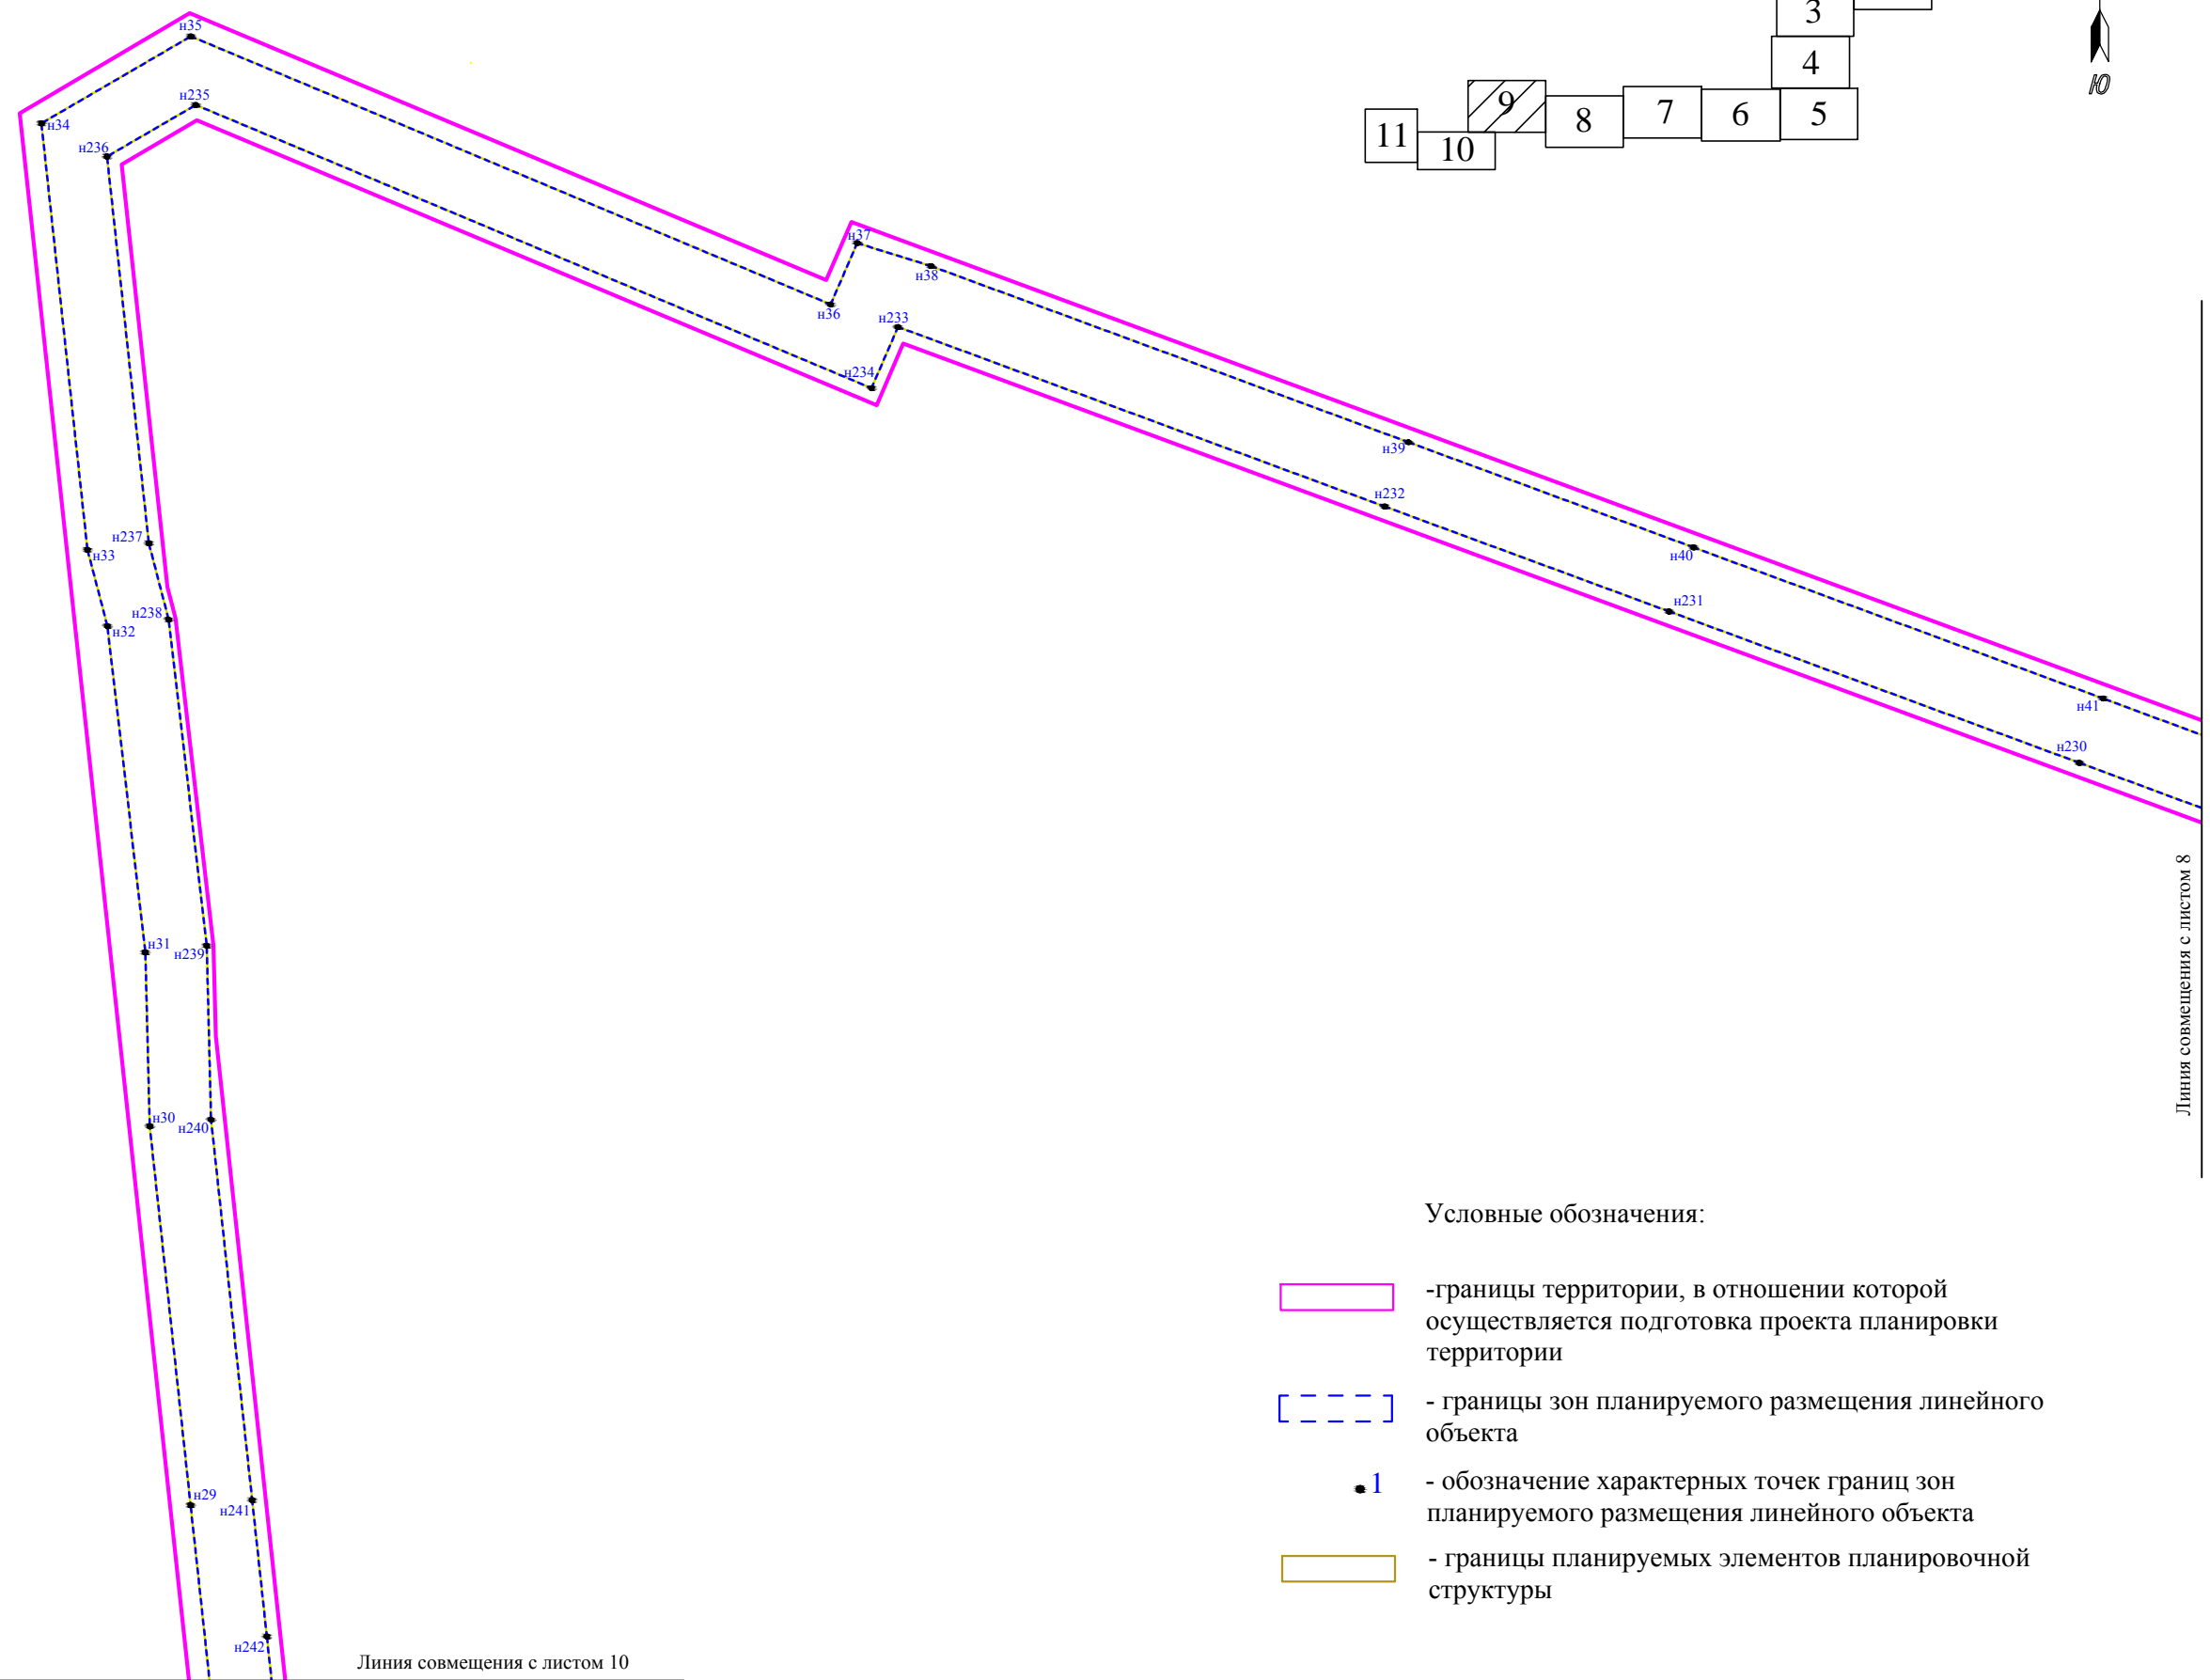 н35
3
4
Ю
н235
9
7
6
5
8
11
10
н34
н236
н37
н38
н36
н233
н234
н39
н232
н237
н33
н40
н231
н238
н32
н41
н230
Линия совмещения с листом 8
н31
н239
н30
н240
Условные обозначения:
-границы территории, в отношении которой
осуществляется подготовка проекта планировки
территории
- границы зон планируемого размещения линейного
объекта
1
- обозначение характерных точек границ зон
планируемого размещения линейного объекта
н29
н241
- границы планируемых элементов планировочной
структуры
н242
Линия совмещения с листом 10